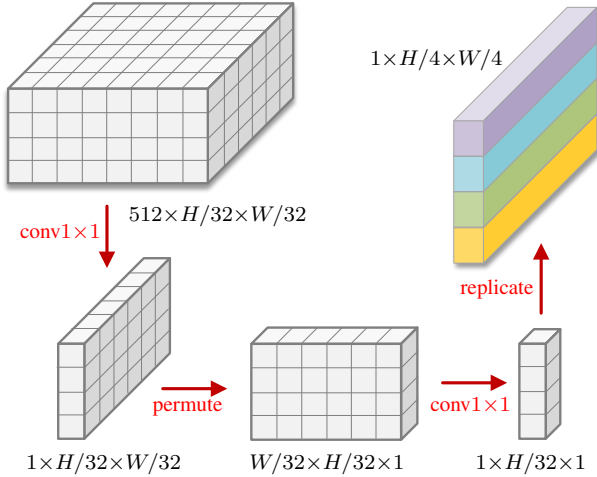 1×H/4×W/4
512×H/32×W/32
conv1×1
replicate
permute
conv1×1
1×H/32×W/32
W/32×H/32×1
1×H/32×1